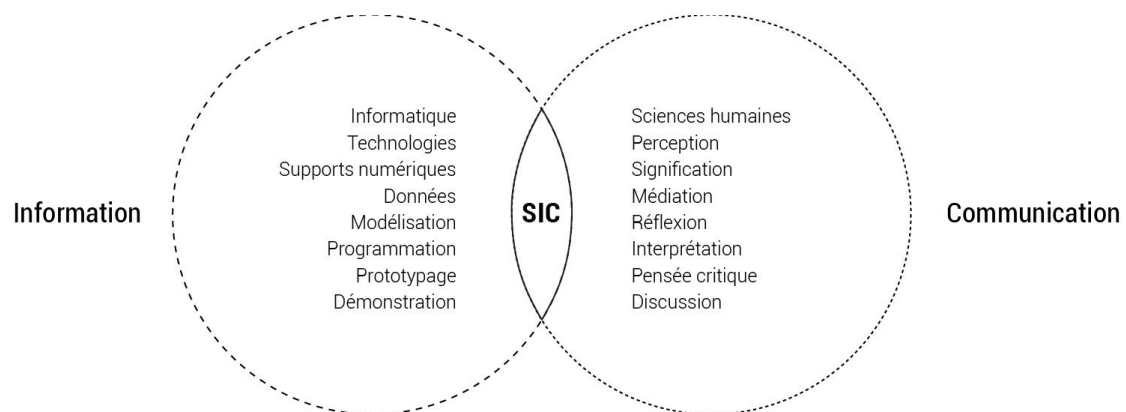 Information
Informatique
Technologies
Supports numériques
Données
Modélisation
Programmation
Prototypage
Démonstration
SIC
Sciences humaines
Perception
Signification
Médiation
Réflexion
Interprétation
Pensée critique
Discussion
Communication